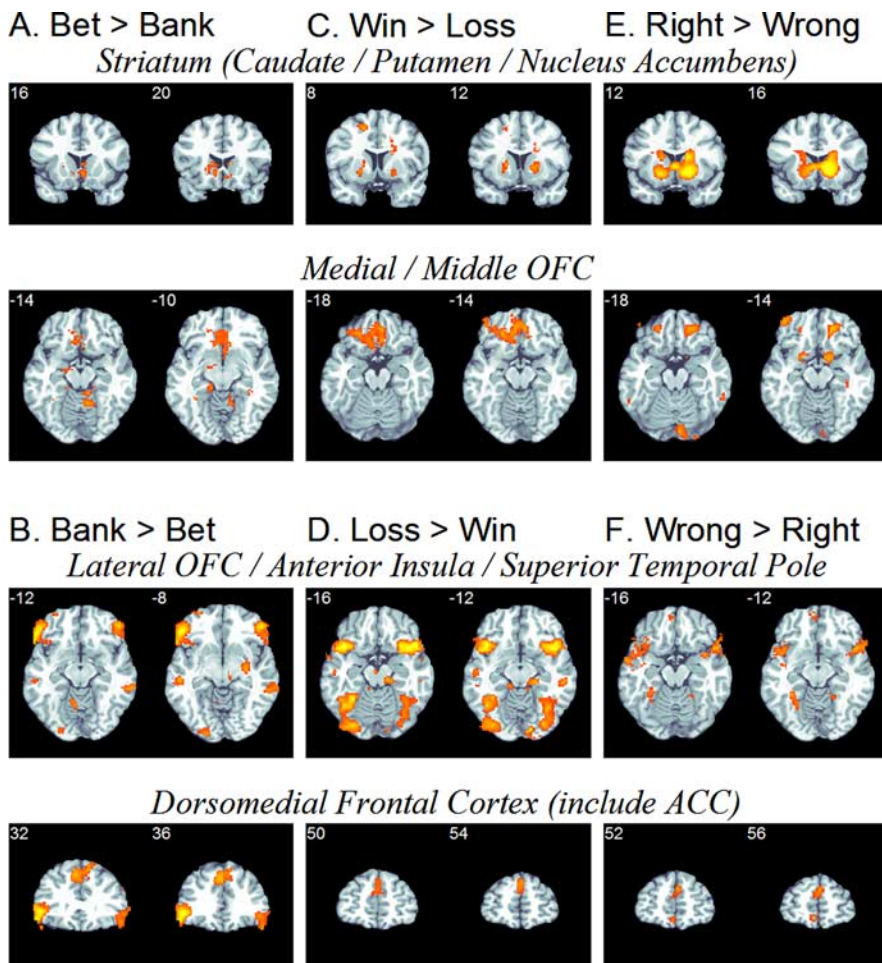 A. Bet > Bank C. Win > Loss E. Right > Wrong
Striatum (Caudate / Putamen / Nucleus Accumbens)
16 20 8 12 12 16
Medial / Middle OFC
-14 -10 -18 -14 -18 -14
B. Bank > Bet D. Loss > Win F. Wrong > Right
Lateral OFC / Anterior Insula / Superior Temporal Pole
-12 -8 -16 -12 -16 -12
Dorsomedial Frontal Cortex (include ACC)
32 36 50 54 52 56